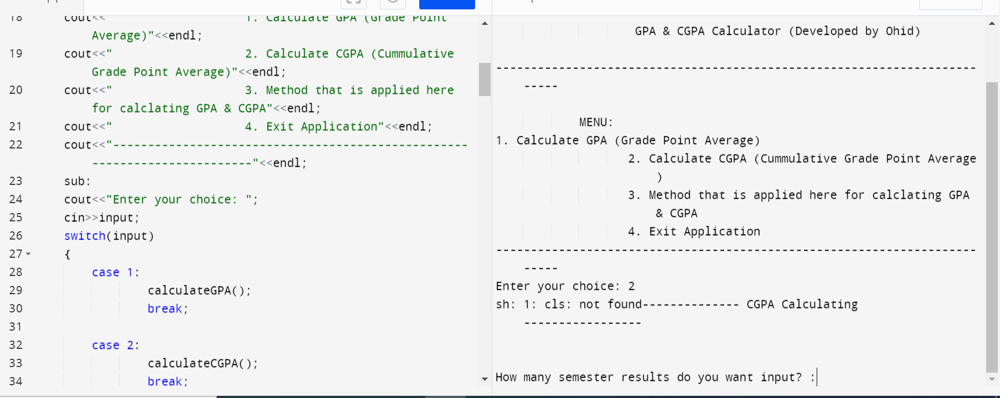 18 cout<<" 1. Calculate GPA (Grade Point
Average)"<<endl;
19 cout<<" 2. Calculate CGPA (Cummulative
Grade Point Average)"<<endl;
20 cout<<" 3. Method that is applied here
for calclating GPA & CGPA"<<endl;
21 cout<<" 4. Exit Application"<<endl;
22 cout<<"---------------------------------------------------
-----------------------"<<endl;
23 sub:
24 cout<<"Enter your choice: ";
25 cin>>input;
26 switch(input)
27 {
28 case 1:
29 calculateGPA();
30 break;
31
32 case 2:
33 calculateCGPA();
34 break;
GPA & CGPA Calculator (Developed by Ohid)
---------------------------------------------------------------------
-----
MENU:
1. Calculate GPA (Grade Point Average)
2. Calculate CGPA (Cummulative Grade Point Average
)
3. Method that is applied here for calclating GPA
& CGPA
4. Exit Application
---------------------------------------------------------------------
-----
Enter your choice: 2
sh: 1: cls: not found-------------- CGPA Calculating
-----------------
How many semester results do you want input? :